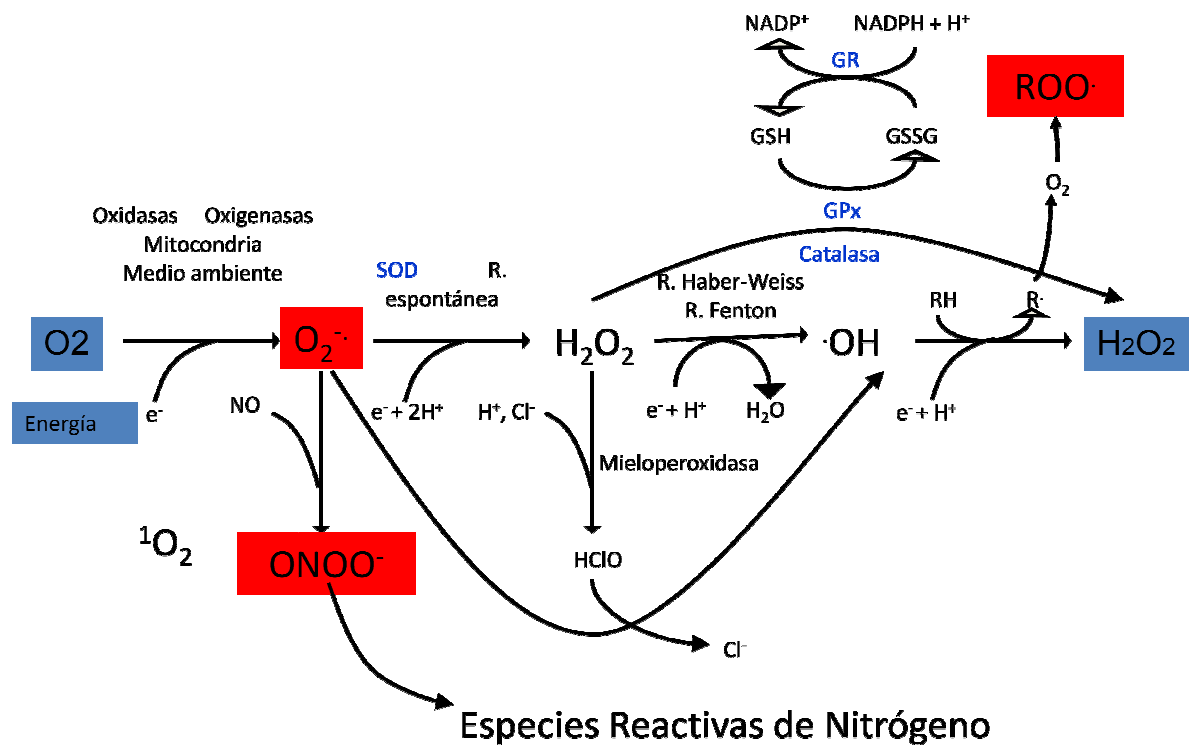 NADP⁺
NADPH + H⁺
GR
ROO·
GSH
GSSG
O₂
Oxidasas Oxigenasas
Mitocondria
Medio ambiente
GPx
SOD R.
espontánea
Catalasa
R. Haber-Weiss
R. Fenton
RH
R·
O2
O₂⁻·
H₂O₂
·OH
H2O2
Energía
e⁻
NO
e⁻+ 2H⁺
H⁺, Cl⁻
e⁻+ H⁺
H₂O
e⁻+ H⁺
Mieloperoxidasa
¹O₂
ONOO⁻
HClO
Cl⁻
Especies Reactivas de Nitrógeno